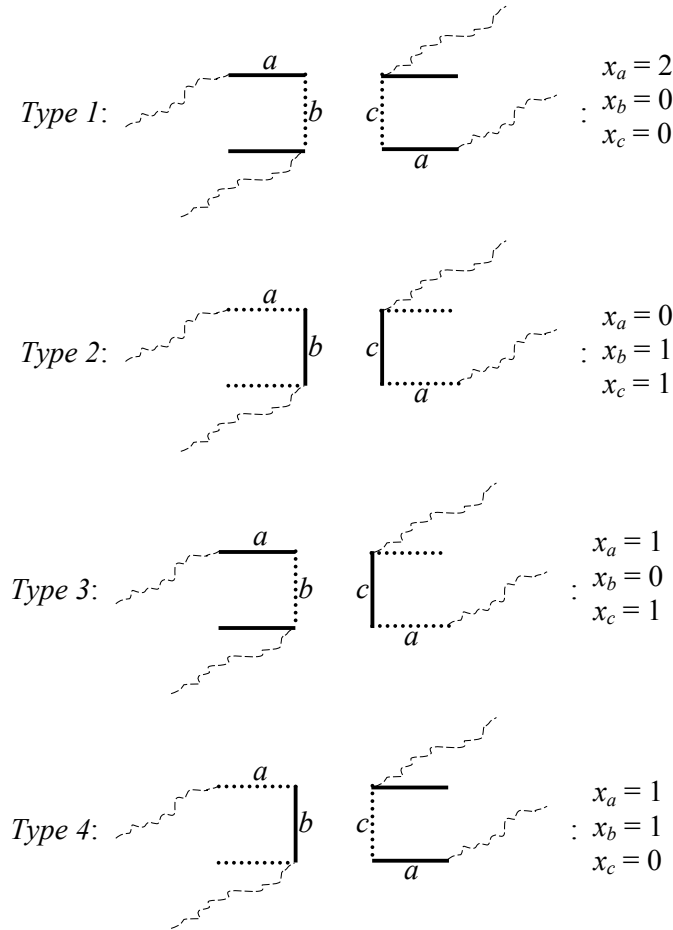 a
Type 1: b c : x_a = 2
x_b = 0
x_c = 0
a
a
Type 2: b c : x_a = 0
x_b = 1
x_c = 1
a
a
Type 3: b c : x_a = 1
x_b = 0
x_c = 1
a
a
Type 4: b c : x_a = 1
x_b = 1
x_c = 0
a